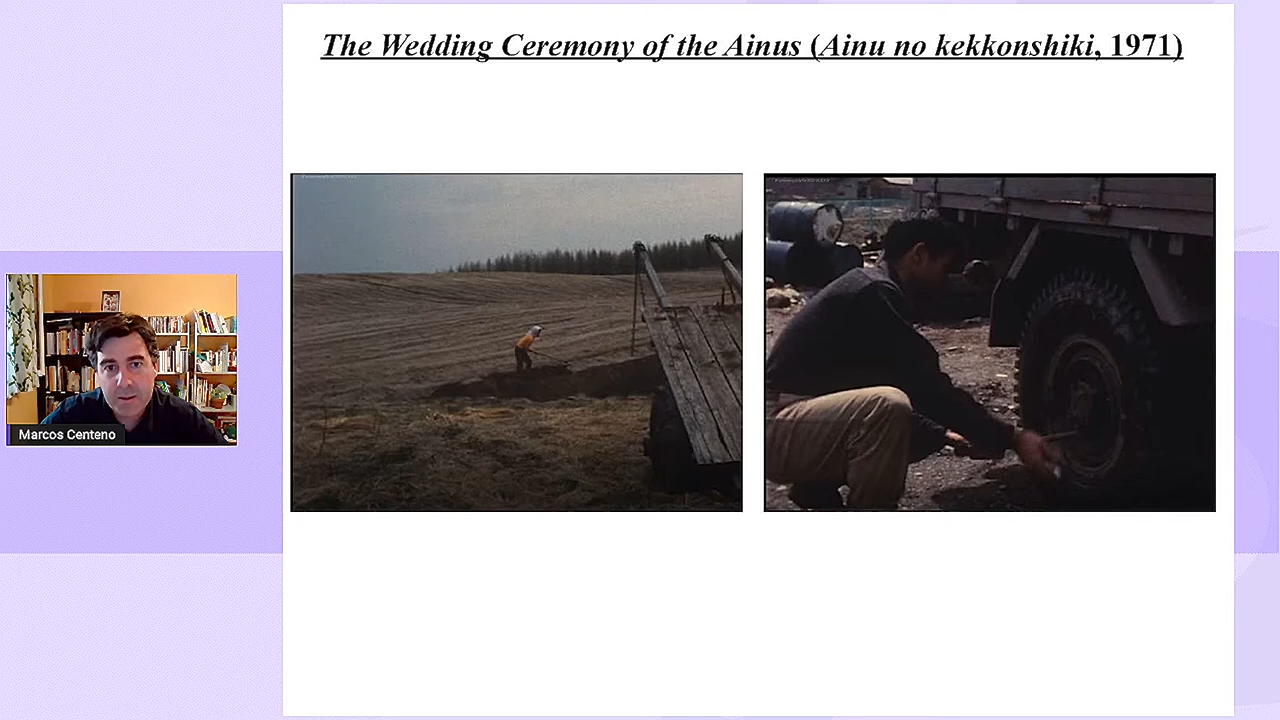 The Wedding Ceremony of the Ainus (Ainu no kekkonshiki, 1971)
Marcos Centeno